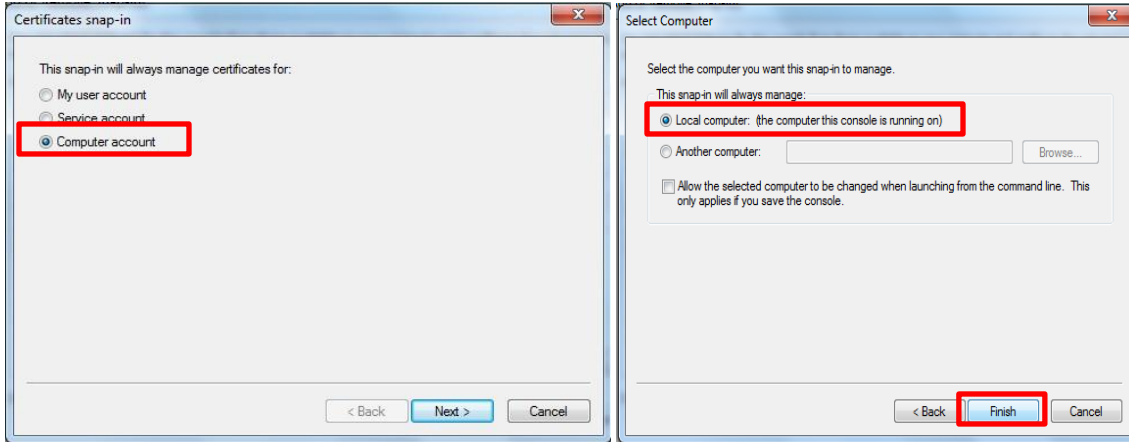 Certificates snap-in
This snap-in will always manage certificates for:
My user account
Service account
Computer account
< Back
Next >
Cancel
Select Computer
Select the computer you want this snap-in to manage.
This snap-in will always manage:
Local computer: (the computer this console is running on)
Another computer:
Browse...
Allow the selected computer to be changed when launching from the command line. This
only applies if you save the console.
< Back
Finish
Cancel